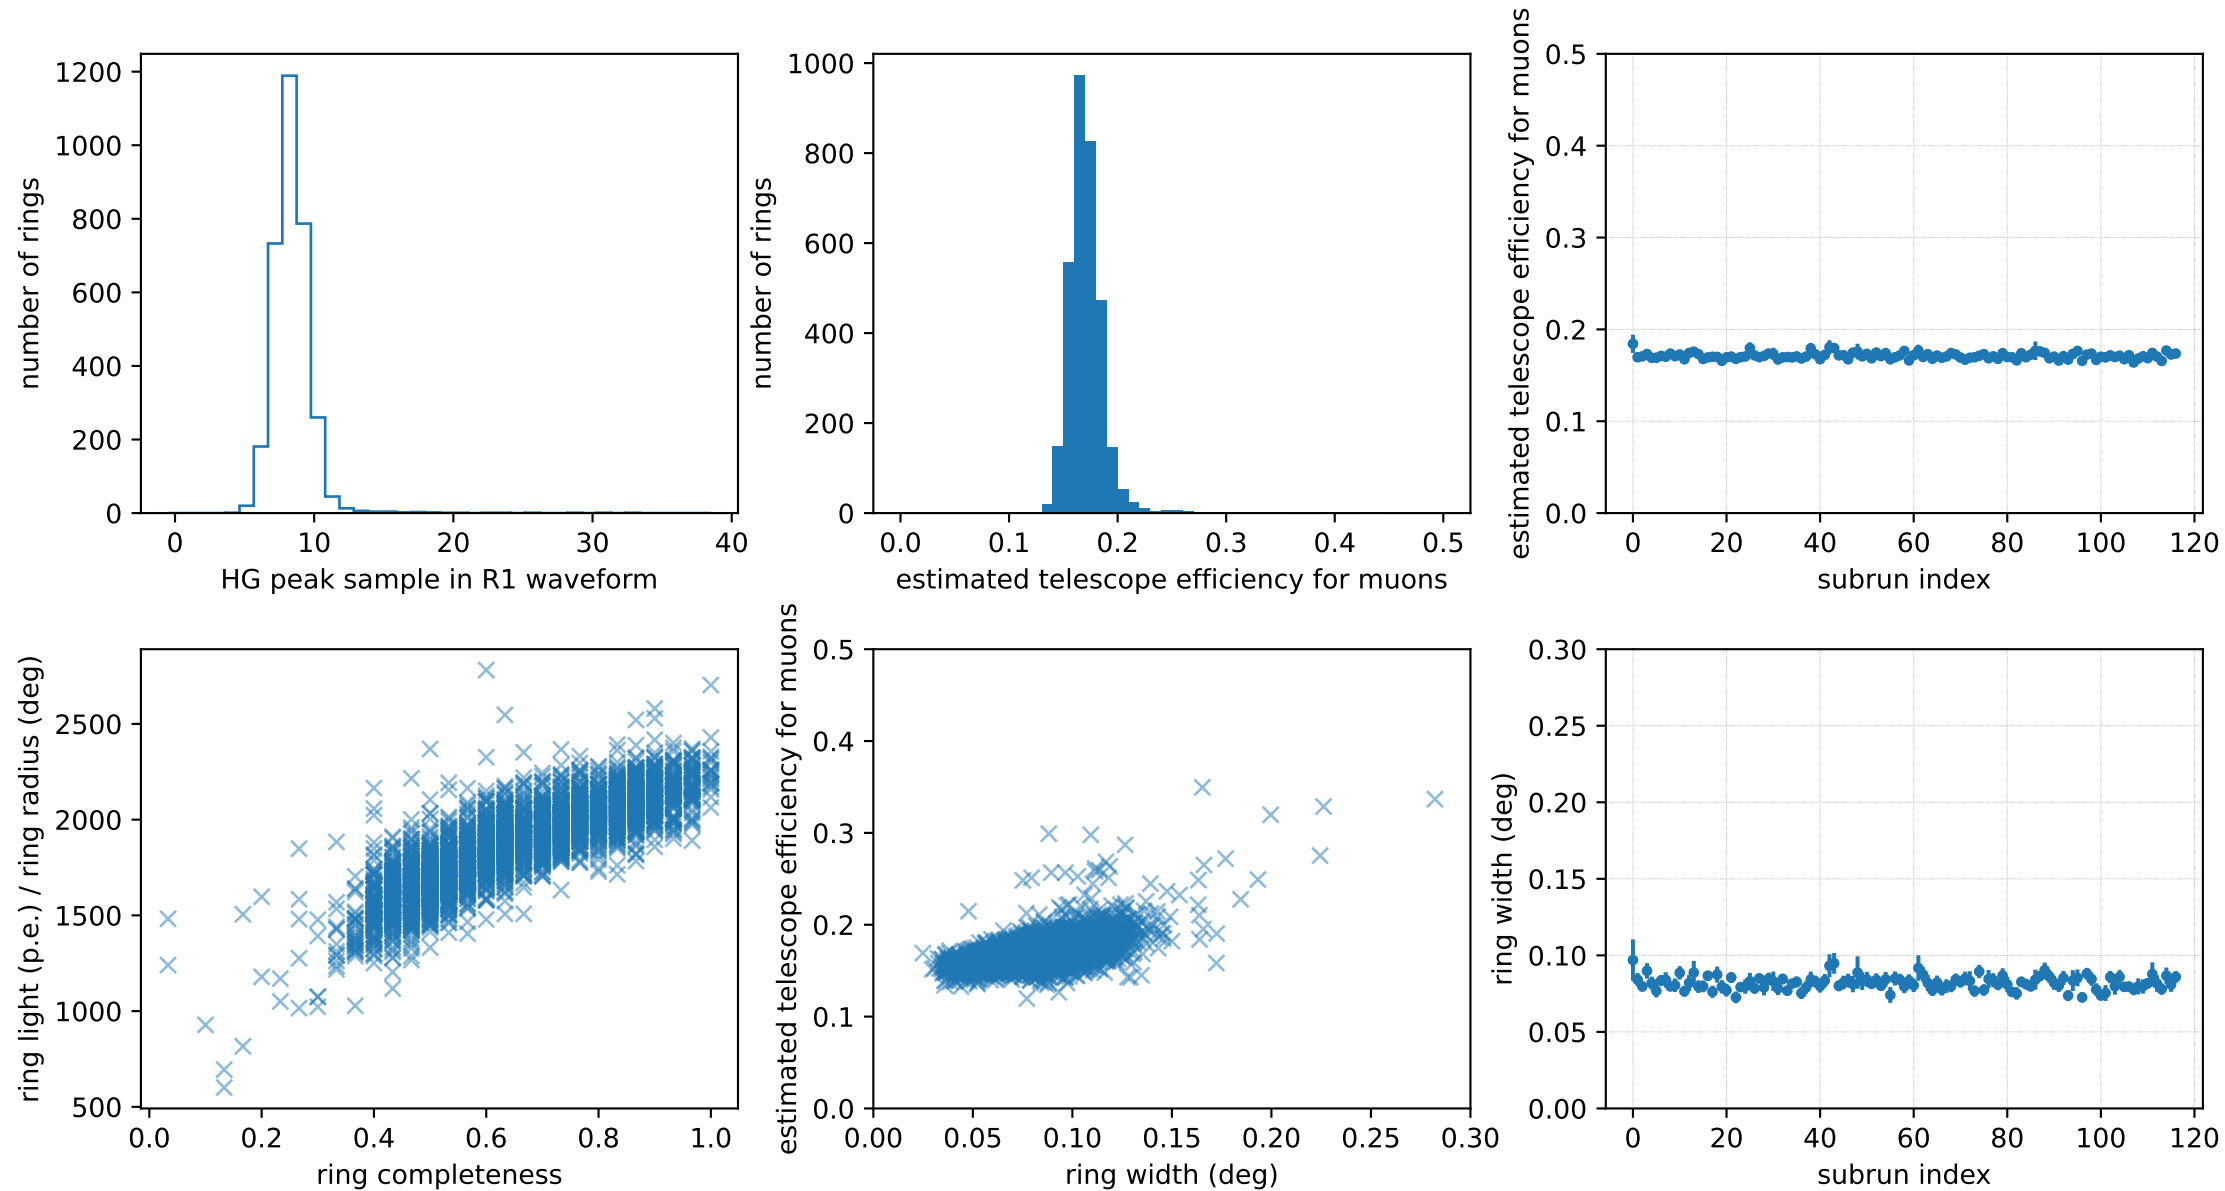 1200
1000
800
600
400
200
0
number of rings
0 10 20 30 40
HG peak sample in R1 waveform
1000
800
600
400
200
0
number of rings
0.0 0.1 0.2 0.3 0.4 0.5
estimated telescope efficiency for muons
0.5
0.4
0.3
0.2
0.1
0.0
estimated telescope efficiency for muons
0 20 40 60 80 100 120
subrun index
2500
2000
1500
1000
500
ring light (p.e.) / ring radius (deg)
0.0 0.2 0.4 0.6 0.8 1.0
ring completeness
0.5
0.4
0.3
0.2
0.1
0.0
estimated telescope efficiency for muons
0.00 0.05 0.10 0.15 0.20 0.25 0.30
ring width (deg)
0.30
0.25
0.20
0.15
0.10
0.05
0.00
ring width (deg)
0 20 40 60 80 100 120
subrun index